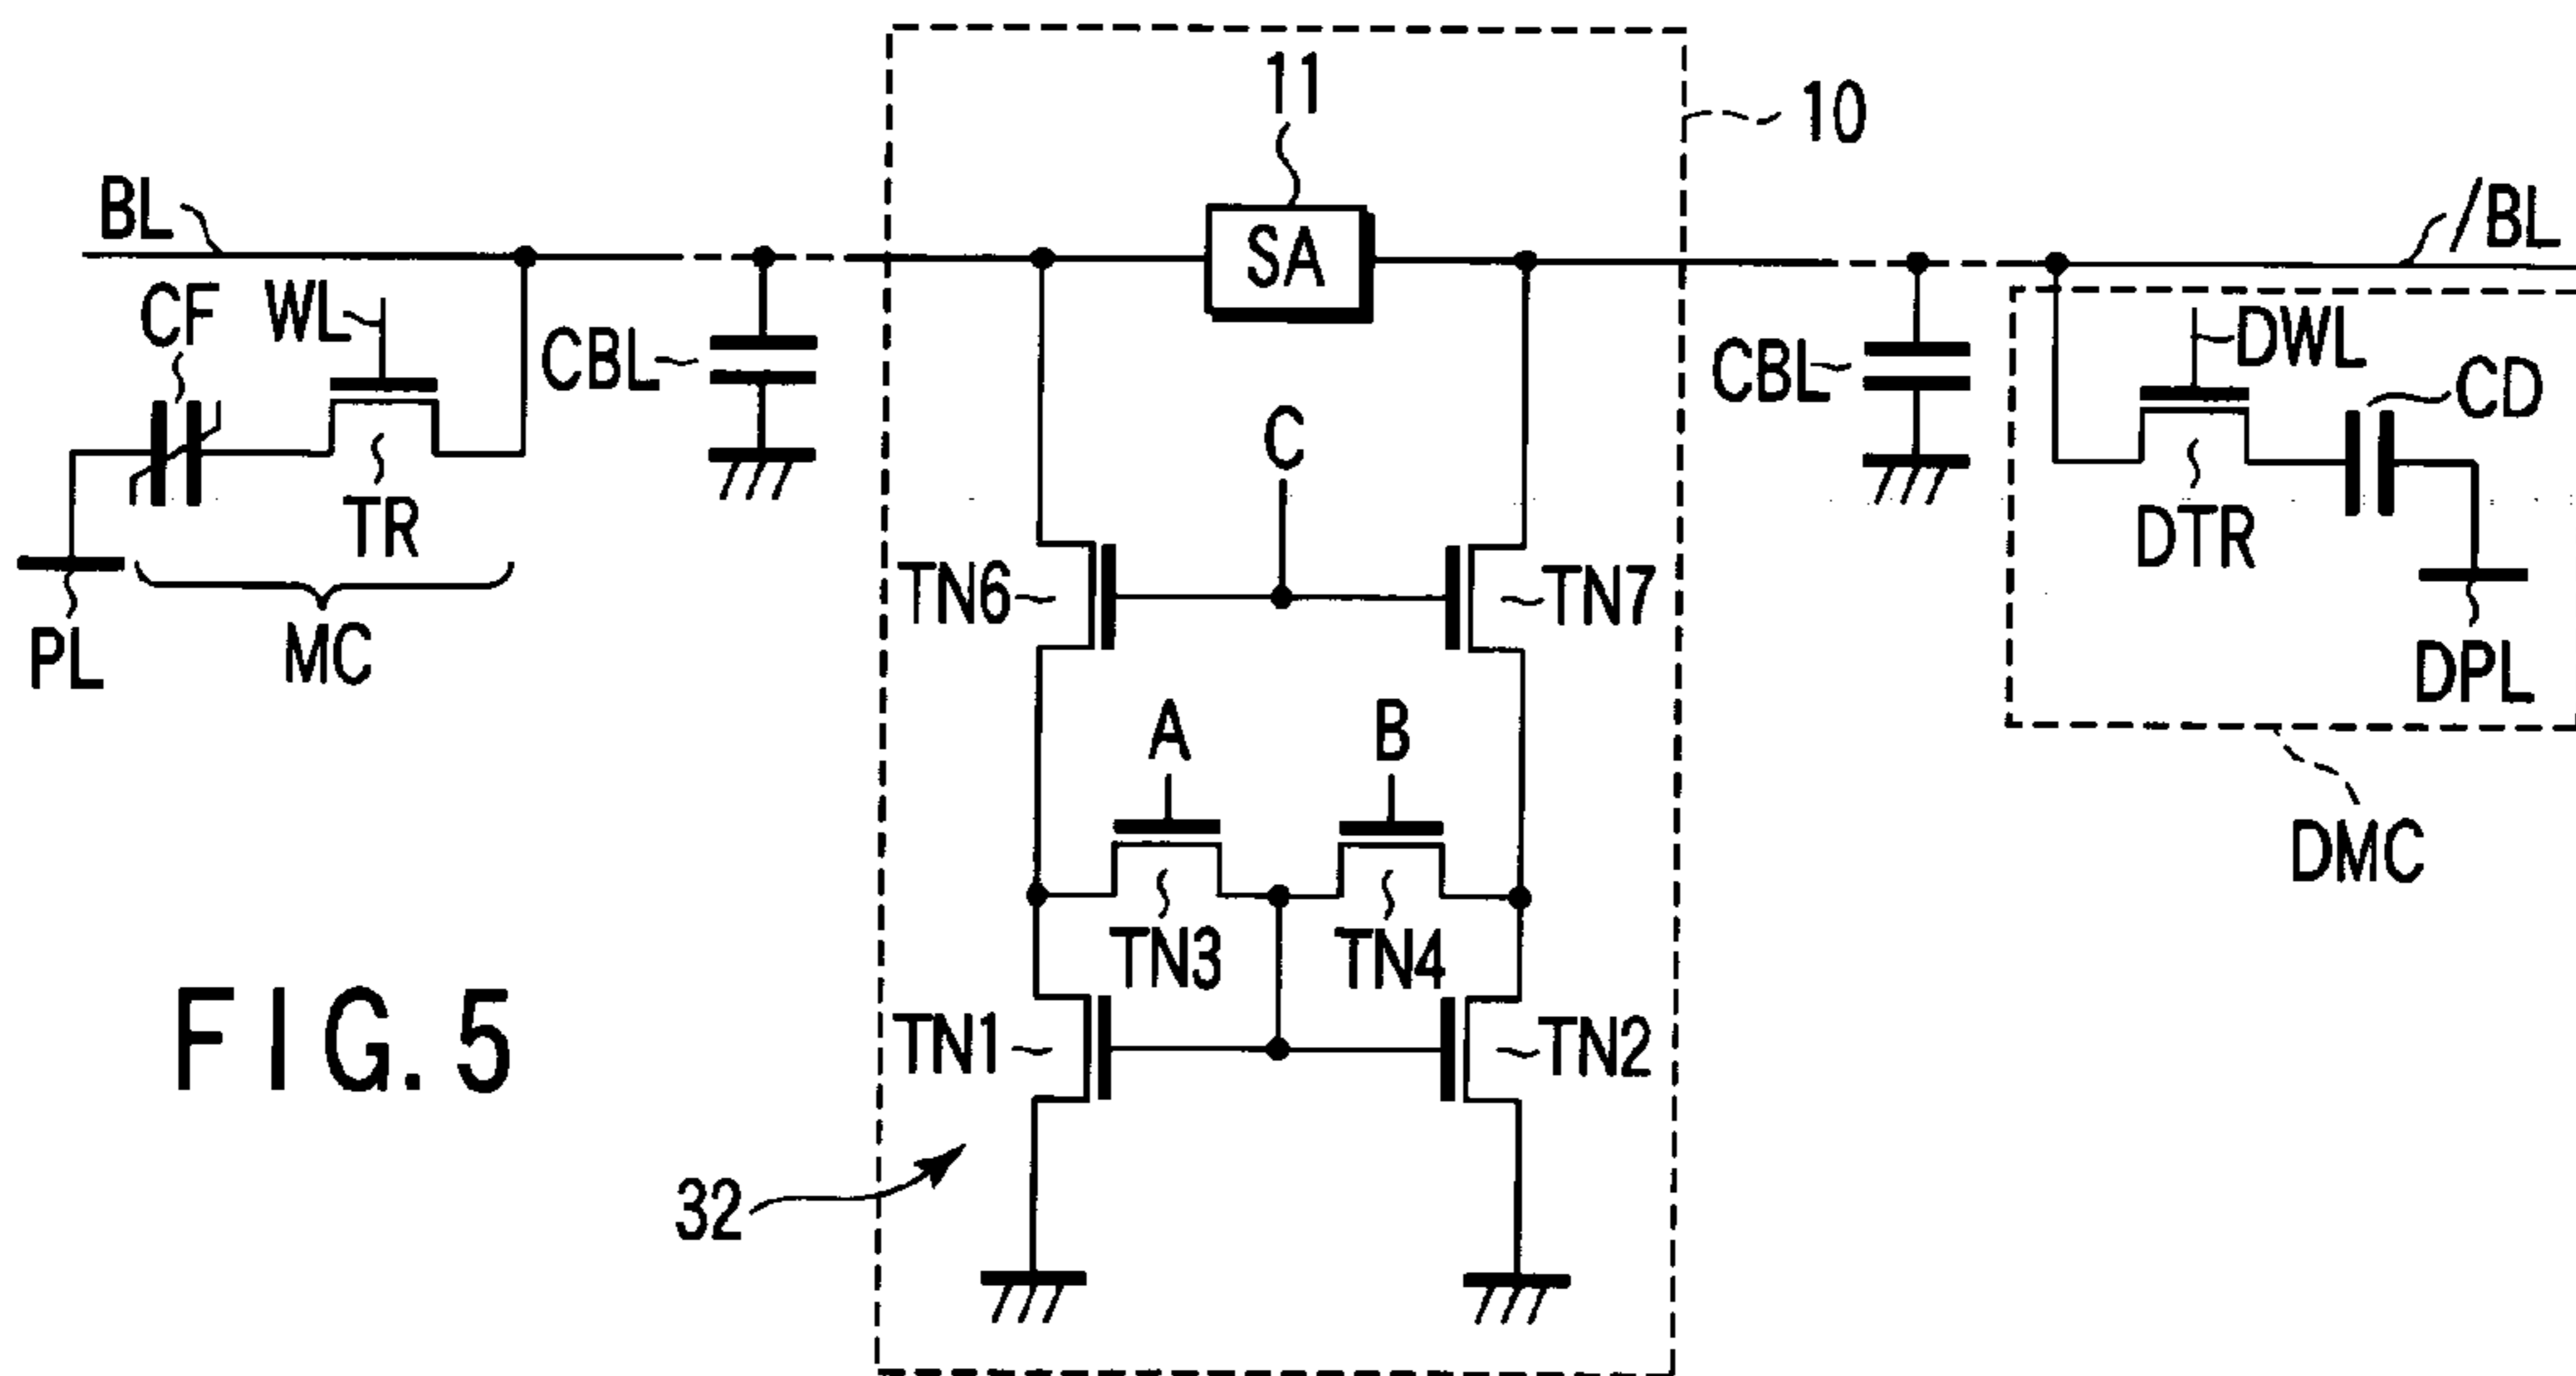 11
10
BL
SA
/BL
CF
WL
CBL
CBL
DWL
CD
TR
C
DTR
TN6
TN7
PL
MC
DPL
A
B
DMC
TN3
TN4
FIG. 5
TN1
TN2
32